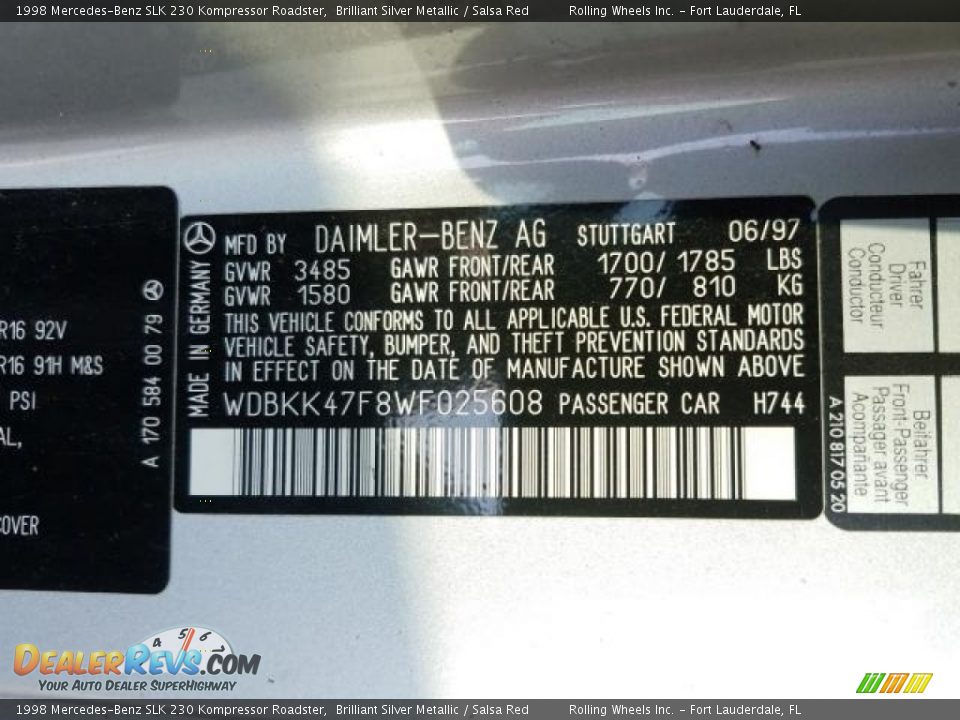 1998 Mercedes-Benz SLK 230 Kompressor Roadster, Brilliant Silver Metallic / Salsa Red Rolling Wheels Inc. - Fort Lauderdale, FL
R16 92V
R16 91H M&S
PSI
AL,
COVER
A 170 584 00 79
MADE IN GERMANY
MFD BY DAIMLER-BENZ AG STUTTGART 06/97
GVWR 3485 GAWR FRONT/REAR 1700/ 1785 LBS
GVWR 1580 GAWR FRONT/REAR 770/ 810 KG
THIS VEHICLE CONFORMS TO ALL APPLICABLE U.S. FEDERAL MOTOR
VEHICLE SAFETY, BUMPER, AND THEFT PREVENTION STANDARDS
IN EFFECT ON THE DATE OF MANUFACTURE SHOWN ABOVE
WDBKK47F8WF025608 PASSENGER CAR H744
Fahrer
Driver
Conducteur
Conductor
Beifahrer
Front-Passenger
Passager avant
Acompañante
A 210 817 05 20
4 5 6
DEALERREVS.COM
YOUR AUTO DEALER SUPERHIGHWAY
1998 Mercedes-Benz SLK 230 Kompressor Roadster, Brilliant Silver Metallic / Salsa Red Rolling Wheels Inc. - Fort Lauderdale, FL